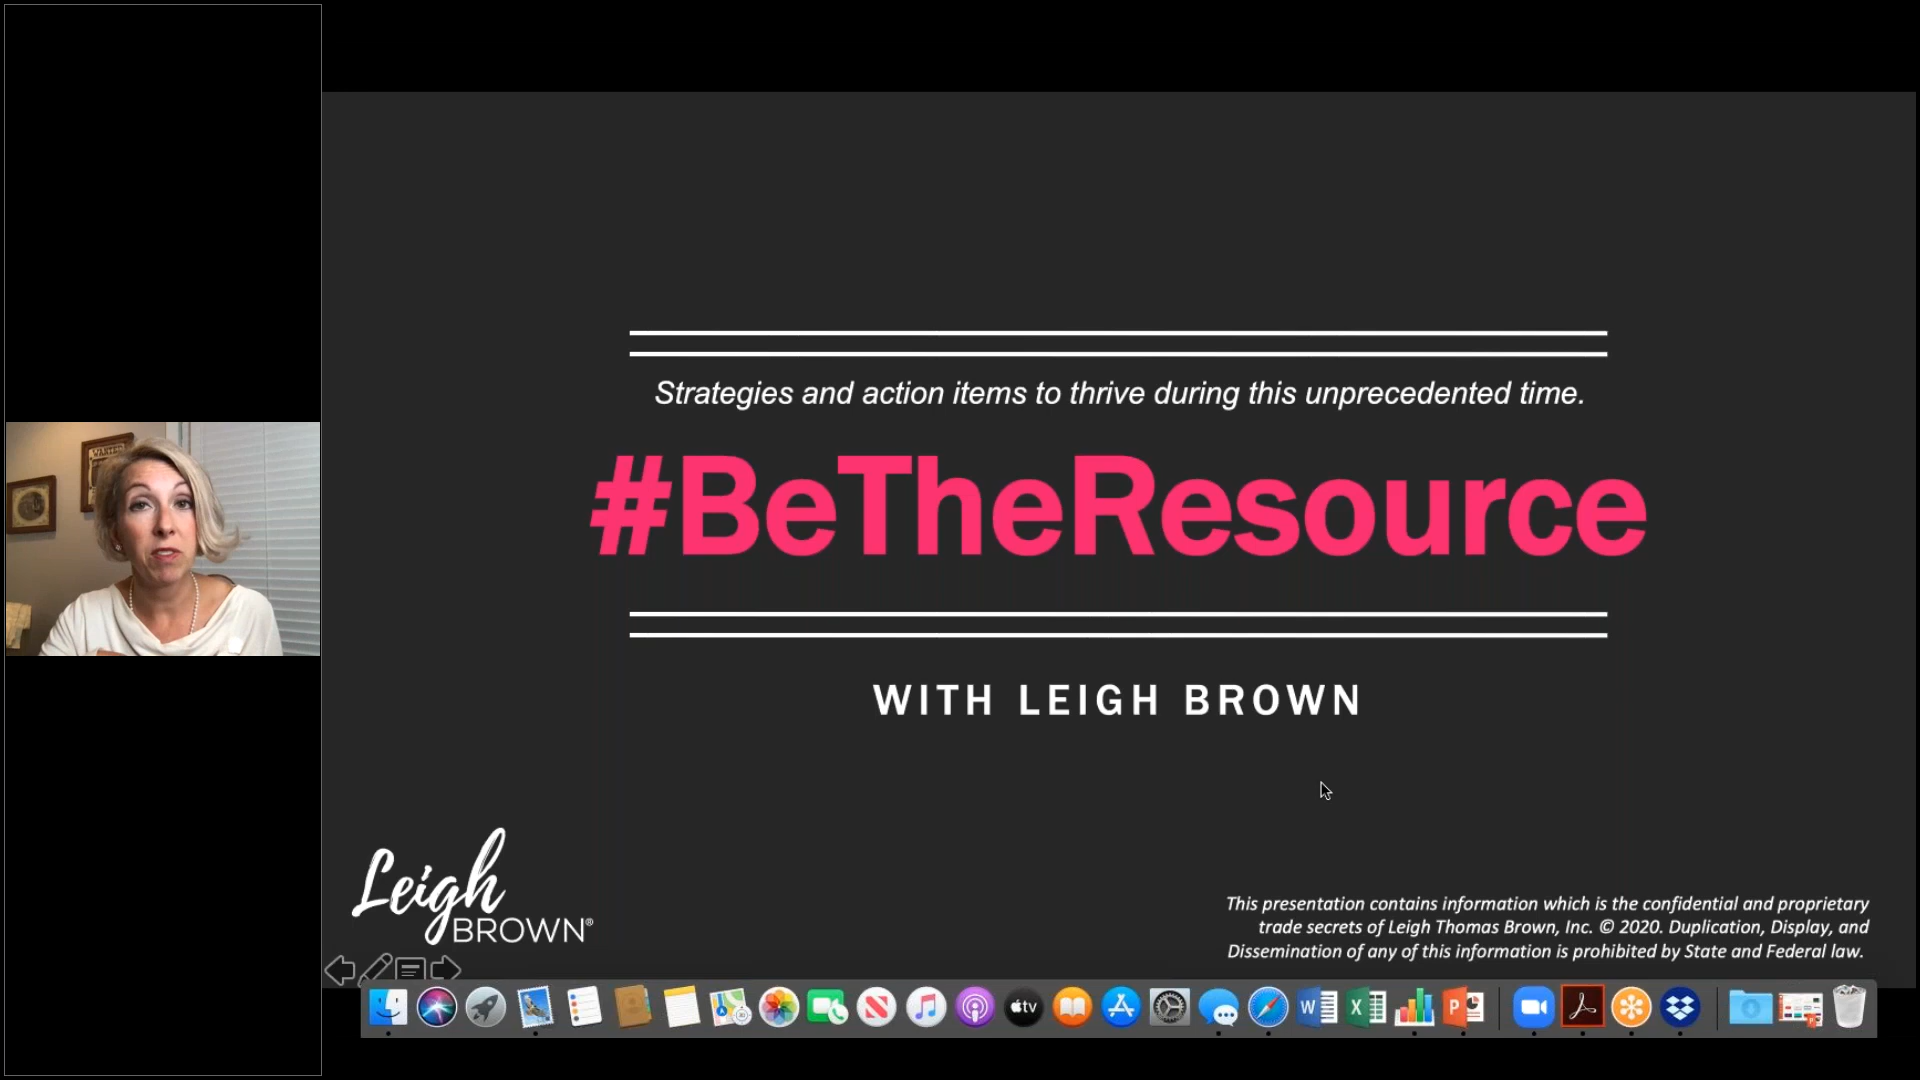 WANTED
Strategies and action items to thrive during this unprecedented time.
#BeTheResource
WITH LEIGH BROWN
Leigh
BROWN®
This presentation contains information which is the confidential and proprietary
trade secrets of Leigh Thomas Brown, Inc. © 2020. Duplication, Display, and
Dissemination of any of this information is prohibited by State and Federal law.
tv
W
X
P